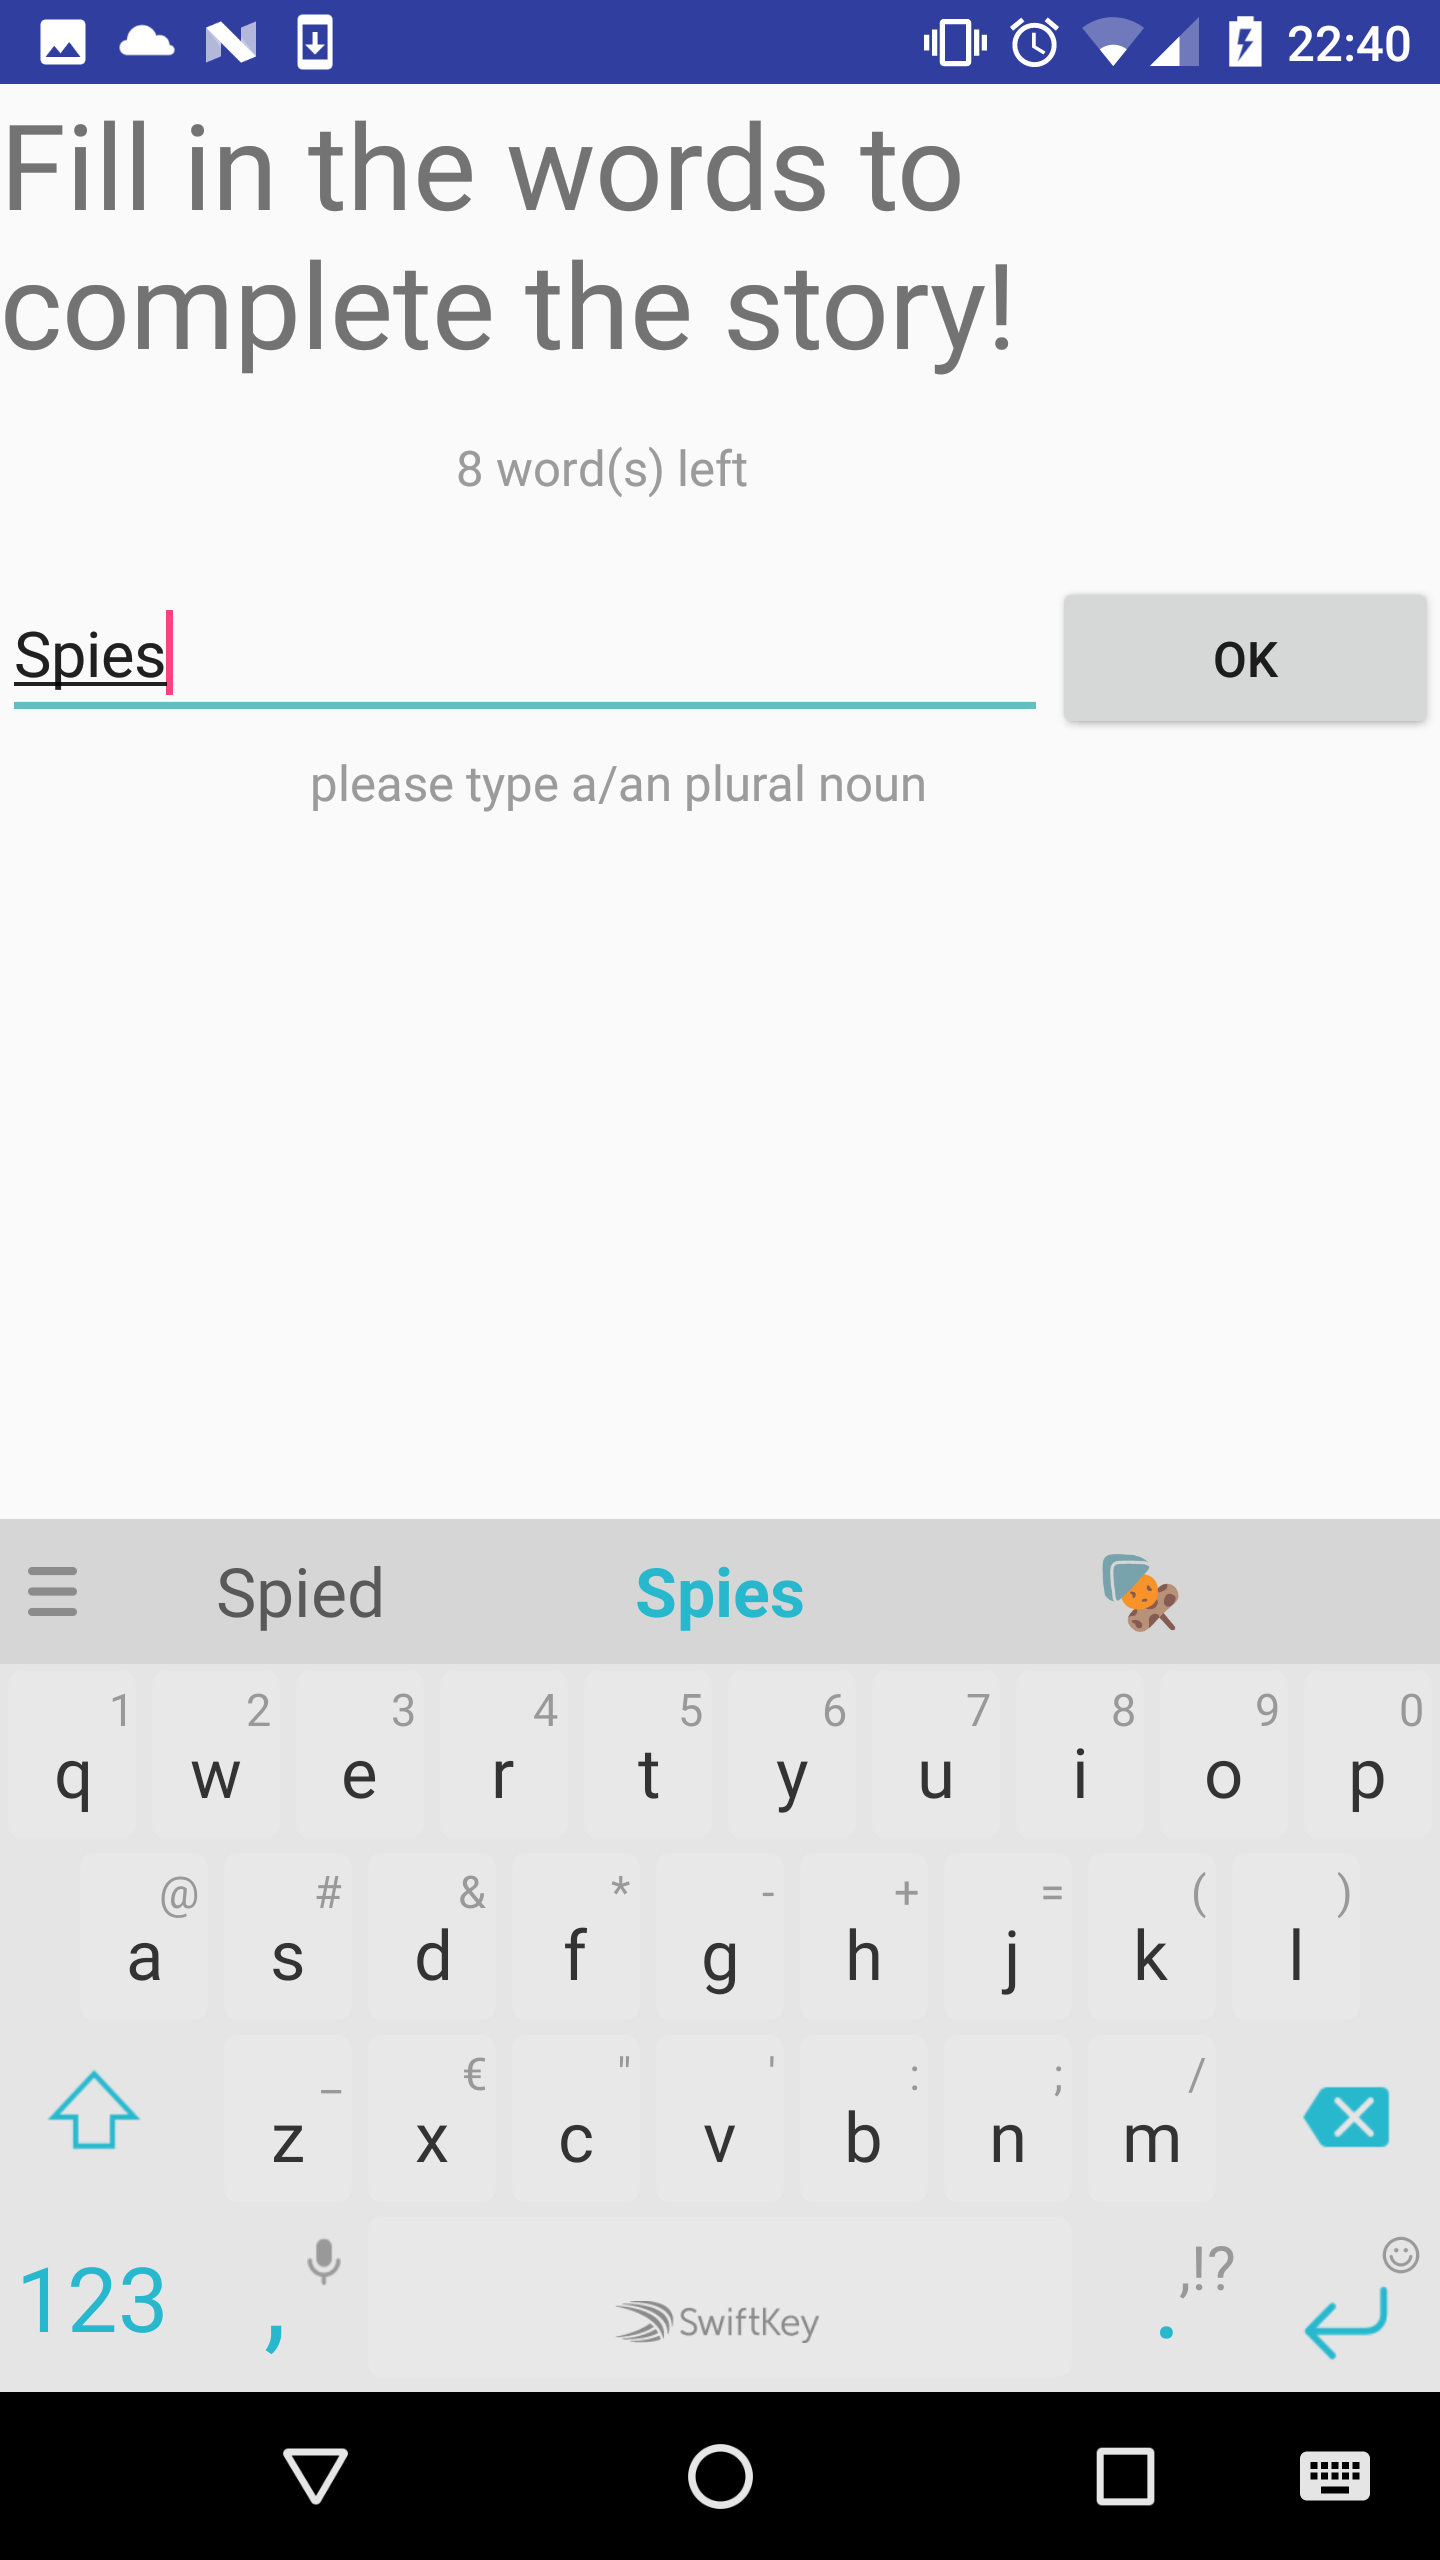 22:40
Fill in the words to
complete the story!
8 word(s) left
Spies
OK
please type a/an plural noun
Spied Spies
1 2 3 4 5 6 7 8 9 0
q w e r t y u i o p
@ # & * - + = ( )
a s d f g h j k l
_ € " ' : ; /
z x c v b n m
123 , SwiftKey . ,!?